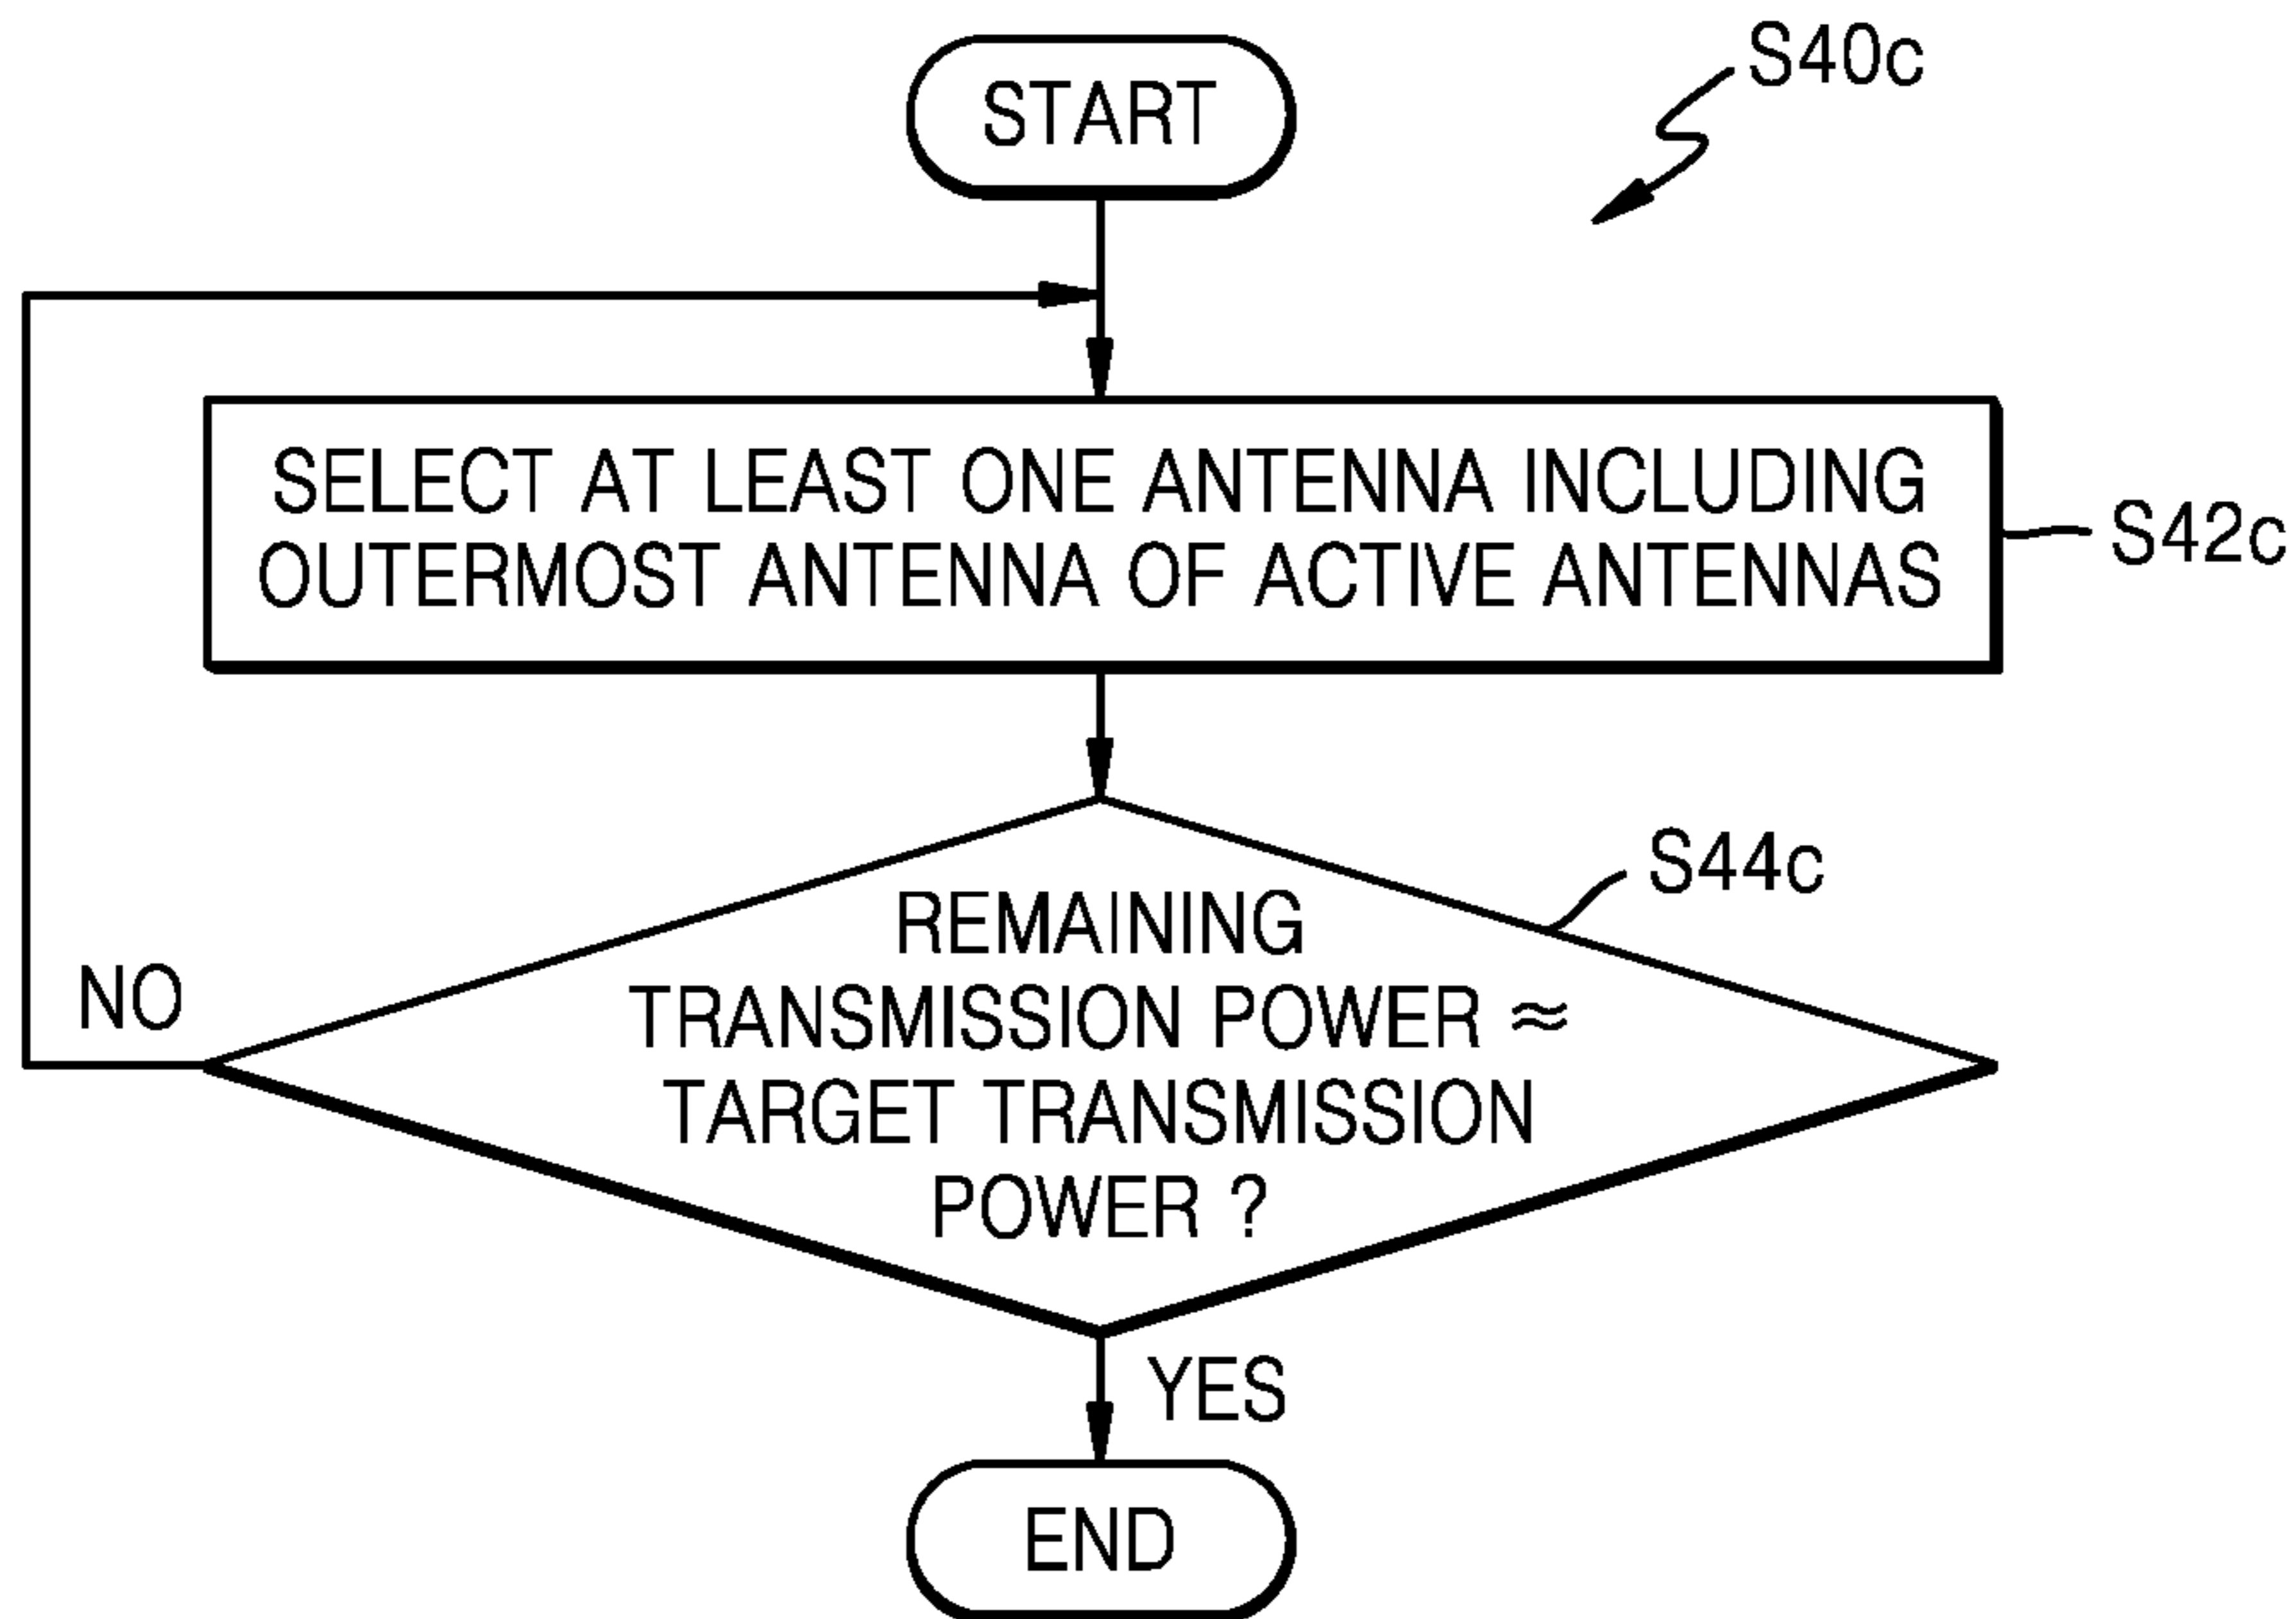 S40c
START
SELECT AT LEAST ONE ANTENNA INCLUDING
OUTERMOST ANTENNA OF ACTIVE ANTENNAS
S42c
S44c
REMAINING
TRANSMISSION POWER ≈
TARGET TRANSMISSION
POWER ?
NO
YES
END